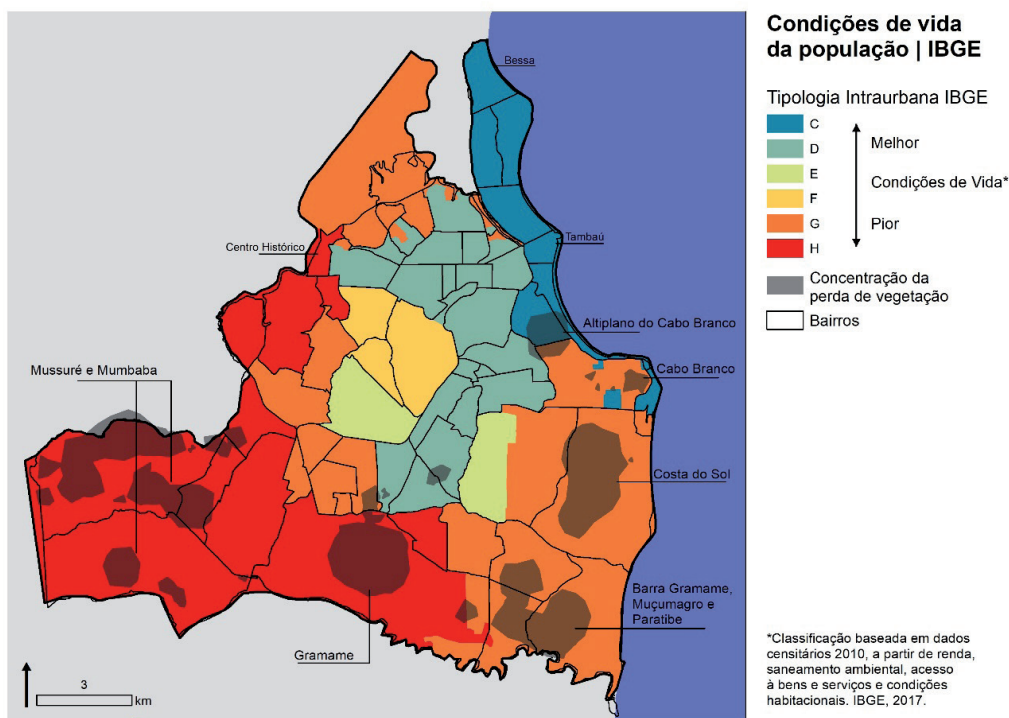 Condições de vida
da população | IBGE
Tipologia Intraurbana IBGE
C
D
E
F
G
H
Melhor
Condições de Vida*
Pior
Concentração da
perda de vegetação
Bairros
Bessa
Centro Histórico
Tambaú
Altiplano do Cabo Branco
Cabo Branco
Mussuré e Mumbaba
Costa do Sol
Barra Gramame,
Muçumagro e
Paratibe
Gramame
3
km
*Classificação baseada em dados
censitários 2010, a partir de renda,
saneamento ambiental, acesso
à bens e serviços e condições
habitacionais. IBGE, 2017.